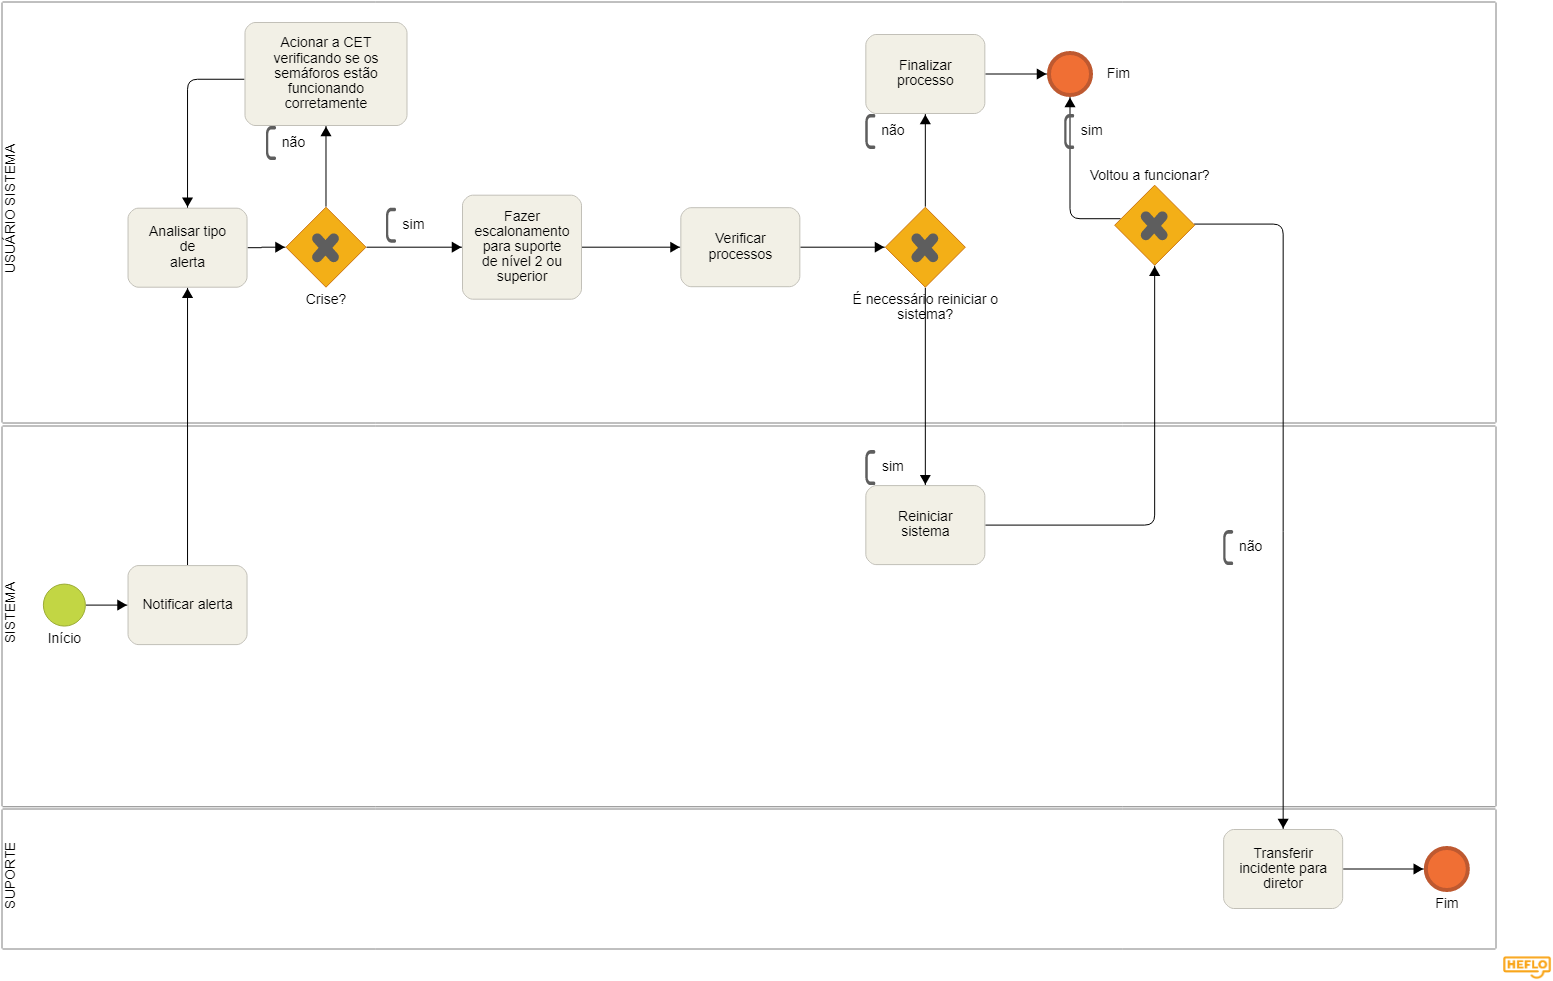 USUÁRIO SISTEMA
Acionar a CET
verificando se os
semáforos estão
funcionando
corretamente
não
Analisar tipo
de
alerta
Crise?
sim
Fazer
escalonamento
para suporte
de nível 2 ou
superior
Verificar
processos
Finalizar
processo
não
É necessário reiniciar o
sistema?
Fim
sim
Voltou a funcionar?
SISTEMA
Início
Notificar alerta
sim
Reiniciar
sistema
não
SUPORTE
Transferir
incidente para
diretor
Fim
HEFLO